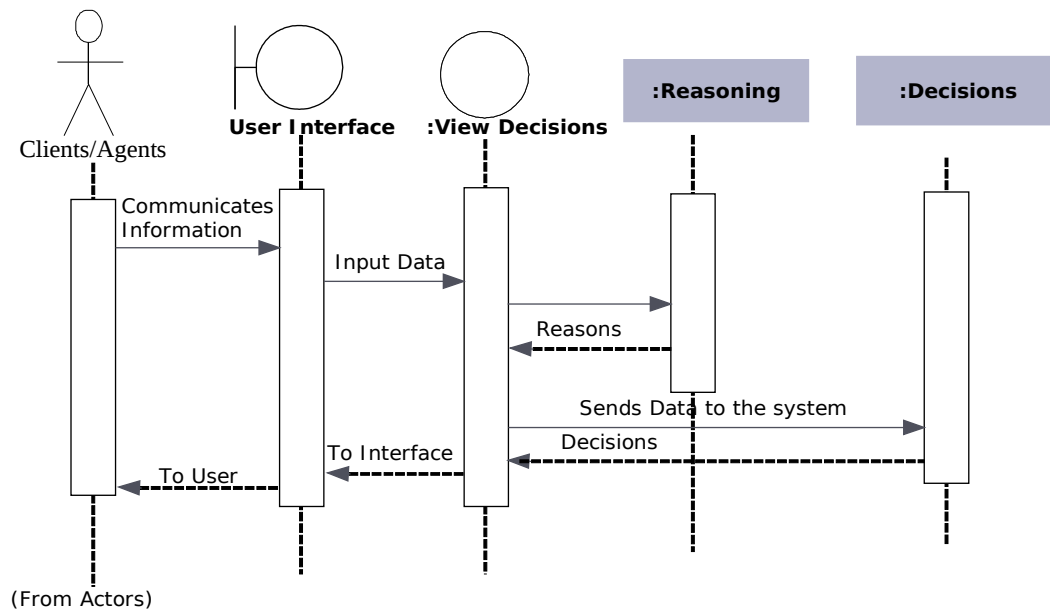 :Reasoning
:Decisions
User Interface
:View Decisions
Clients/Agents
Communicates
Information
Input Data
Reasons
Sends Data to the system
Decisions
To Interface
To User
(From Actors)